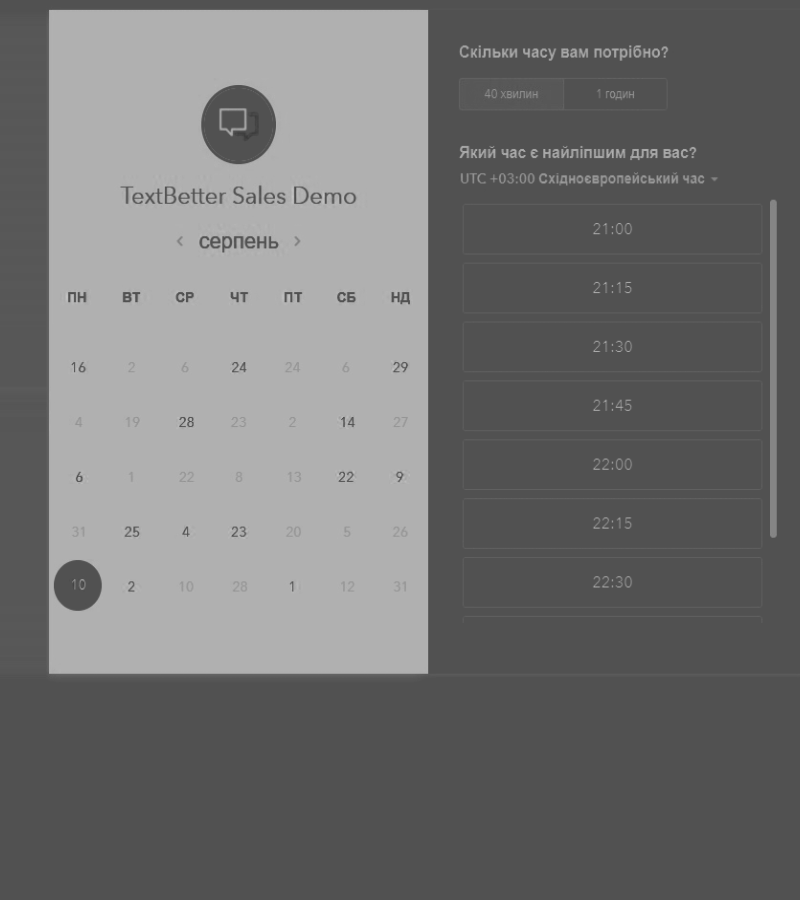 TextBetter Sales Demo
серпень
ПН ВТ СР ЧТ ПТ СБ НД
16 2 6 24 24 6 29
4 19 28 23 2 14 27
6 1 22 8 13 22 9
31 25 4 23 20 5 26
10 2 10 28 1 12 31
Скільки часу вам потрібно?
40 хвилин 1 годин
Який час є найліпшим для вас?
UTC +03:00 Східноєвропейський час
21:00
21:15
21:30
21:45
22:00
22:15
22:30